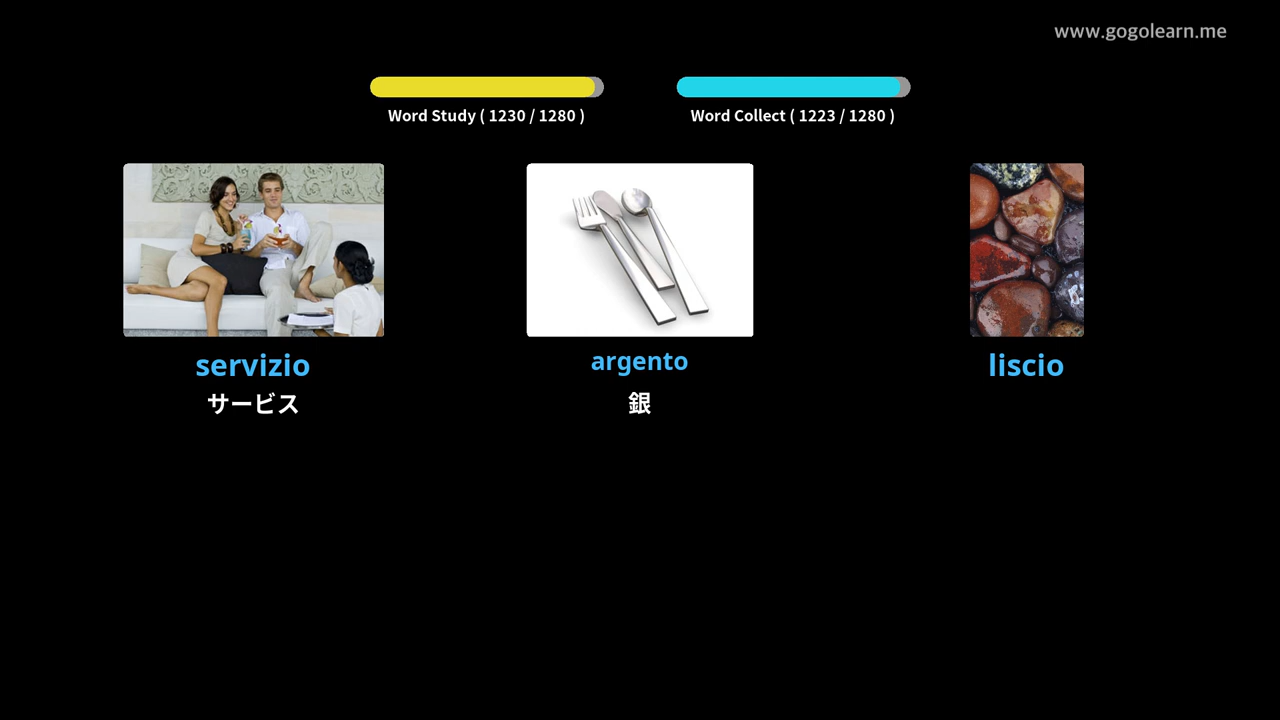 www.gogolearn.me
Word Study ( 1230 / 1280 )
Word Collect ( 1223 / 1280 )
servizio
サービス
argento
銀
liscio